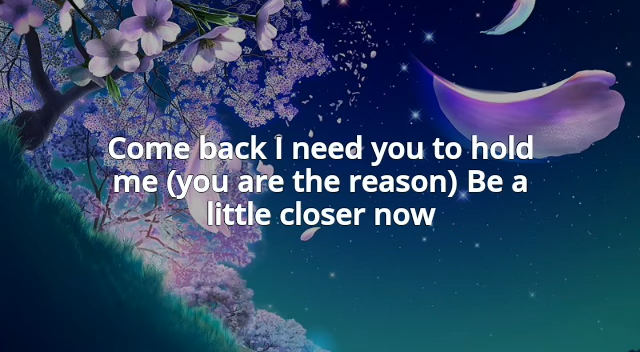 Come back I need you to hold
me (you are the reason) Be a
little closer now